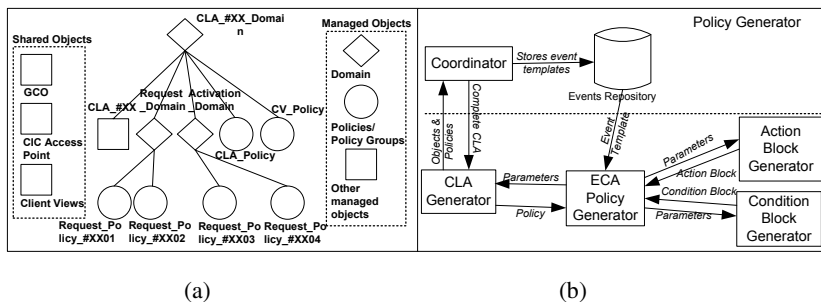 CLA_#XX_Domai
n
Shared Objects
GCO
CIC Access
Point
Client Views
CLA_#XX
Request
_Domain
Activation
_Domain
CV_Policy
CLA_Policy
Request_Po
licy_#XX01
Request_Po
licy_#XX02
Request_Po
licy_#XX03
Request_Po
licy_#XX04
Managed Objects
Domain
Policies/
Policy Groups
Other
managed
objects
(a)
Policy Generator
Coordinator
Stores event
templates
Events Repository
Objects &
Policies
Complete CLA
Event
Template
CLA
Generator
Parameters
Policy
ECA
Policy
Generator
Parameters
Action Block
Condition Block
Parameters
Action
Block
Generator
Condition
Block
Generator
(b)